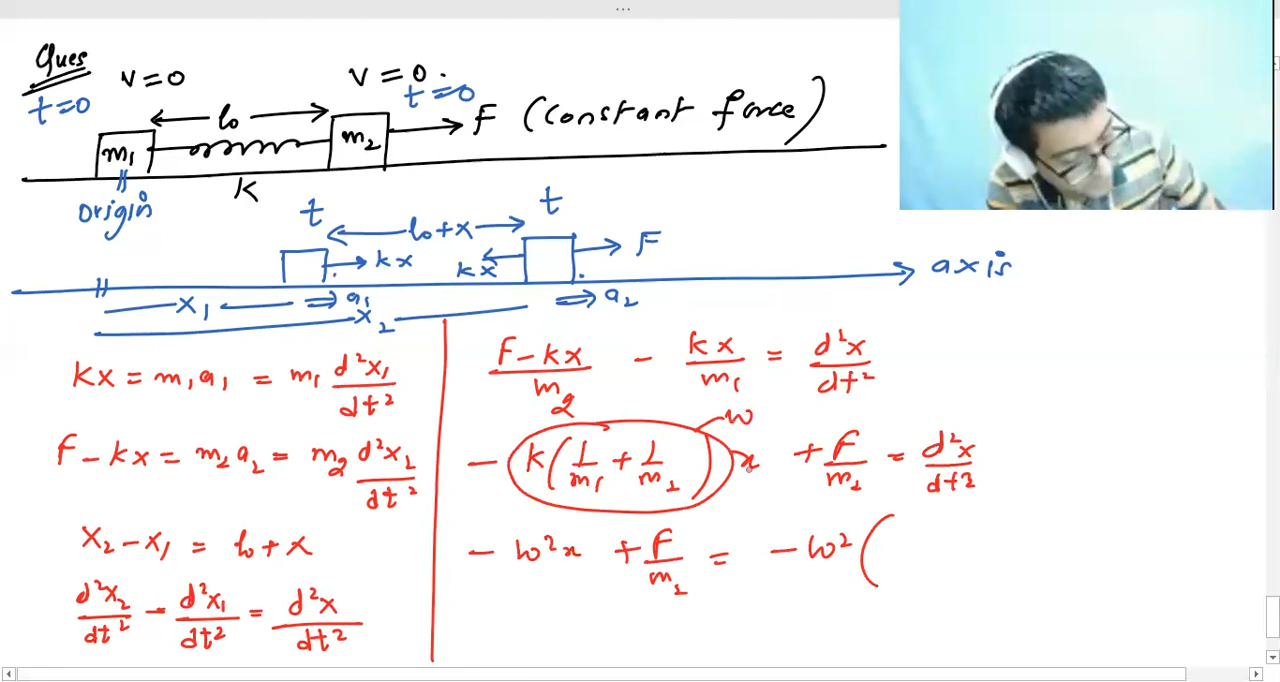 Ques
V=0
V=0.
t=0
t=0
l₀
F (constant force)
m₁
m₂
K
origin
t
t
l₀+x
kx
kx
F
axis
x₁
a₁
a₂
x₂
kx = m₁a₁ = m₁ d²x₁/dt²
F-kx = m₂a₂ = m₂ d²x₂/dt²
x₂-x₁ = l₀+x
d²x₂/dt² - d²x₁/dt² = d²x/dt²
(F-kx)/m₂ - kx/m₁ = d²x/dt²
ω
- k(1/m₁ + 1/m₂)x + F/m₂ = d²x/dt²
- ω²x + F/m₂ = -ω²(